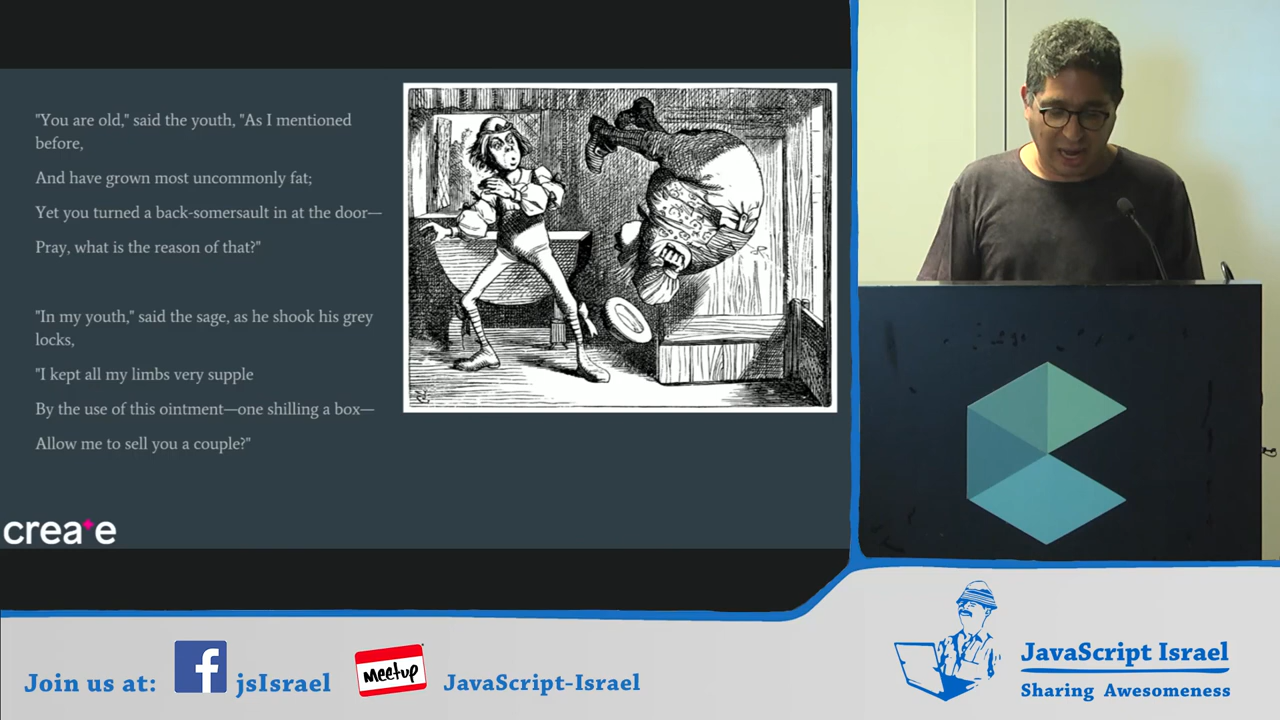 "You are old," said the youth, "As I mentioned
before,
And have grown most uncommonly fat;
Yet you turned a back-somersault in at the door—
Pray, what is the reason of that?"
"In my youth," said the sage, as he shook his grey
locks,
"I kept all my limbs very supple
By the use of this ointment—one shilling a box—
Allow me to sell you a couple?"
create
Join us at:
f
jsIsrael
Meetup
JavaScript-Israel
JavaScript Israel
Sharing Awesomeness